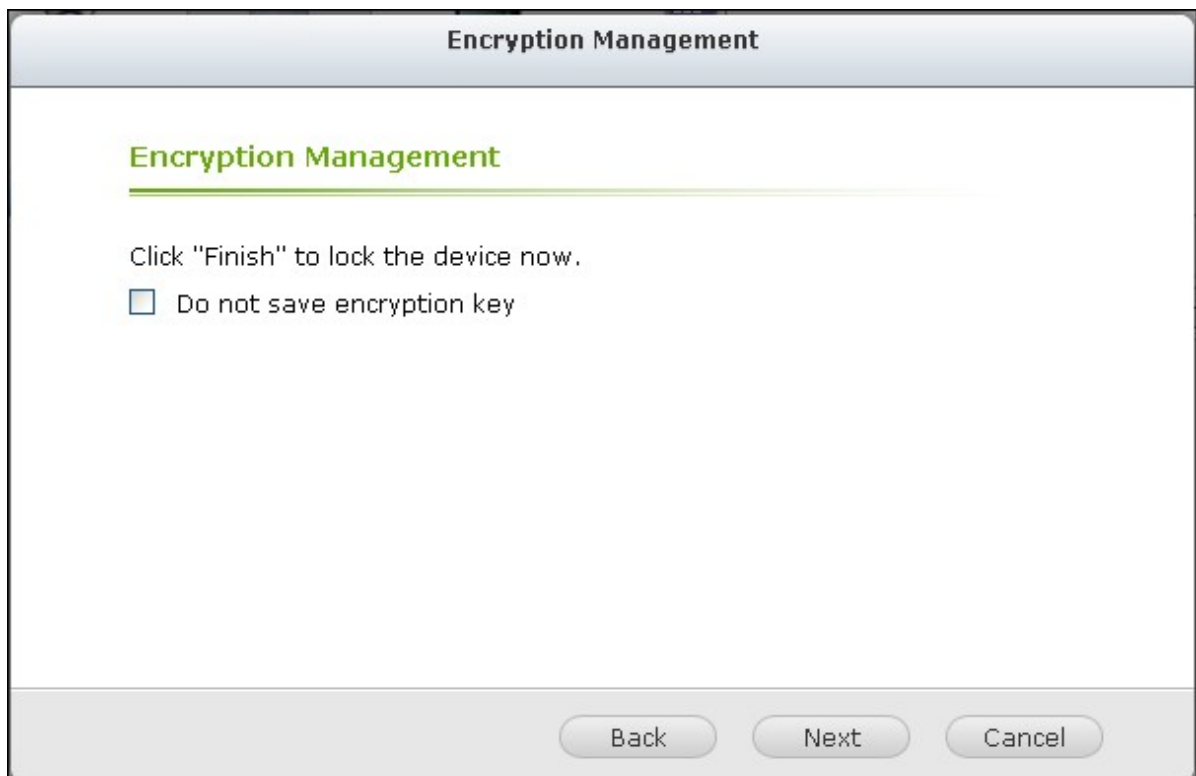 Encryption Management
Encryption Management
Click "Finish" to lock the device now.
Do not save encryption key
Back Next Cancel